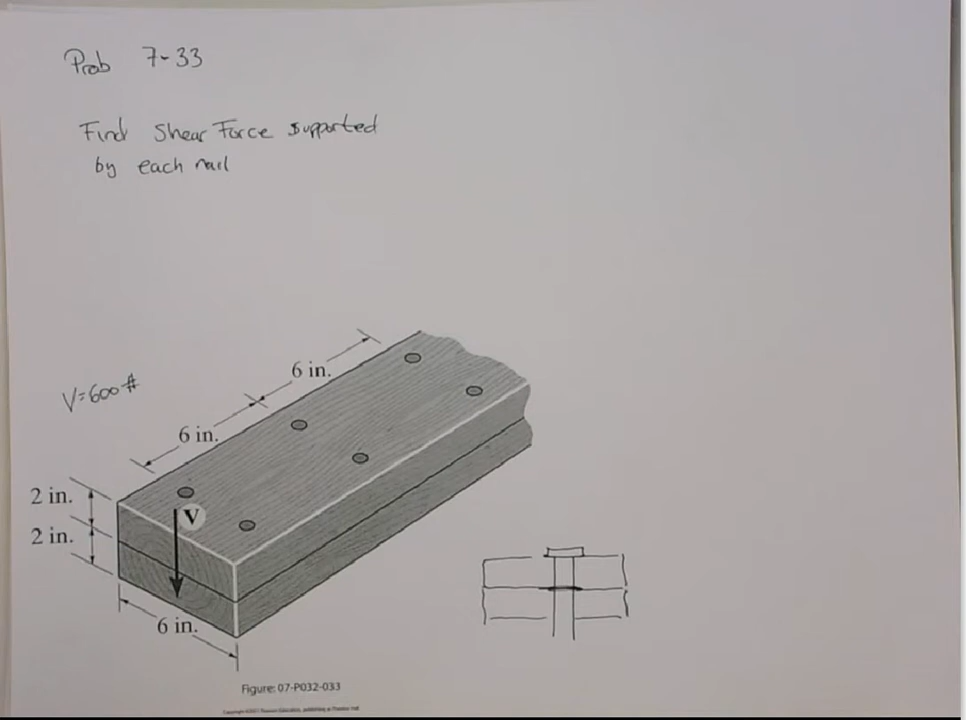 Prob 7-33
Find Shear Force supported
by each nail
V=600#
6 in.
6 in.
2 in.
2 in.
V
6 in.
Figure: 07-P032-033